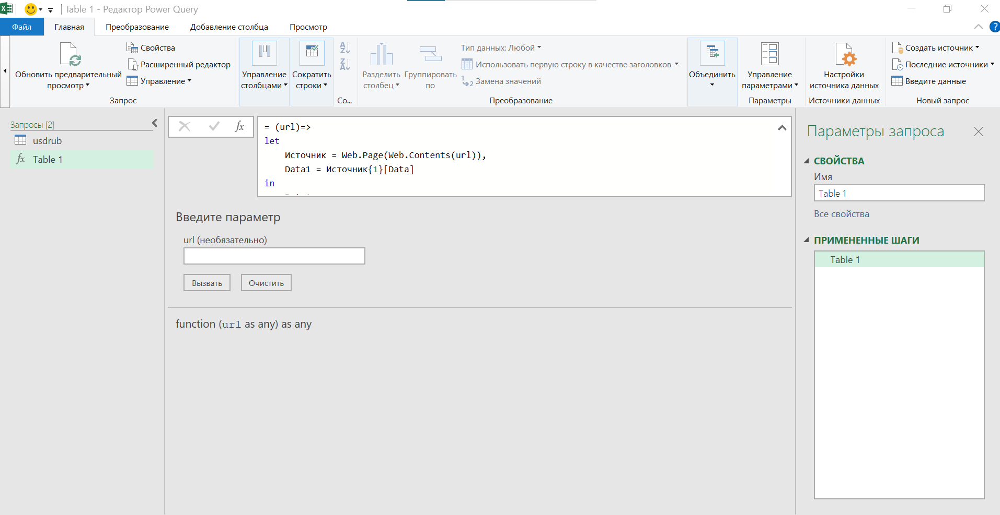 Table 1 - Редактор Power Query
Файл
Главная
Преобразование
Добавление столбца
Просмотр
?
Обновить предварительный
просмотр
Свойства
Расширенный редактор
Управление
Запрос
Управление
столбцами
Сократить
строки
A
Z
Z
A
Со...
Разделить
столбец
Группировать
по
Тип данных: Любой
Использовать первую строку в качестве заголовков
1
2
Замена значений
Преобразование
Объединить
Управление
параметрами
Параметры
Настройки
источника данных
Источники данных
Создать источник
Последние источники
Введите данные
Новый запрос
Запросы [2]
usdrub
fx Table 1
fx
= (url)=>
let
Источник = Web.Page(Web.Contents(url)),
Data1 = Источник{1}[Data]
in
Введите параметр
url (необязательно)
Вызвать
Очистить
function (url as any) as any
Параметры запроса
СВОЙСТВА
Имя
Table 1
Все свойства
ПРИМЕНЕННЫЕ ШАГИ
Table 1